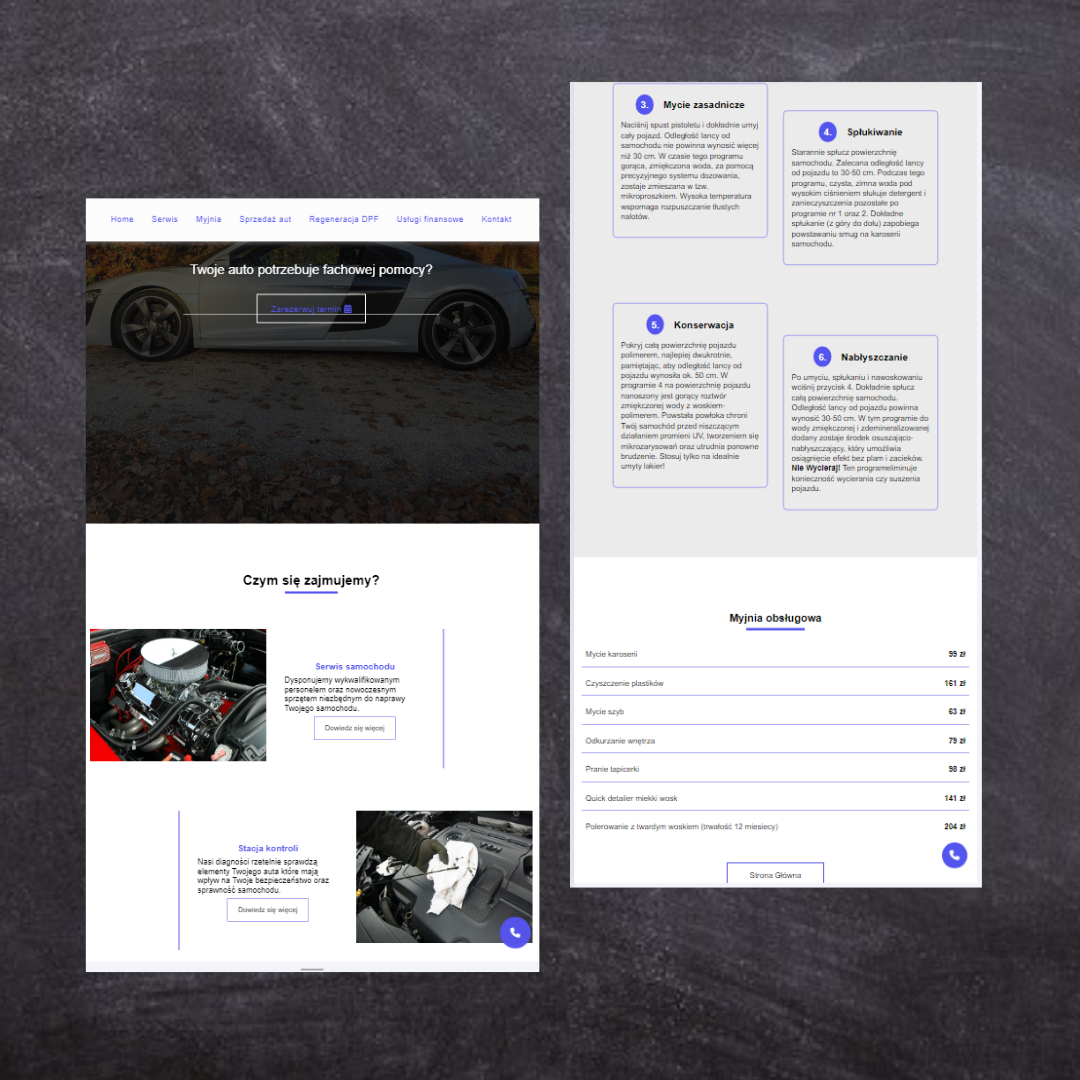 Home Serwis Myjnia Sprzedaż aut Regeneracja DPF Usługi finansowe Kontakt
Twoje auto potrzebuje fachowej pomocy?
Zarezerwuj termin
Czym się zajmujemy?
Serwis samochodu
Dysponujemy wykwalifikowanym
personelem oraz nowoczesnym
sprzętem niezbędnym do naprawy
Twojego samochodu.
Dowiedz się więcej
Stacja kontroli
Nasi diagności rzetelnie sprawdzą
elementy Twojego auta które mają
wpływ na Twoje bezpieczeństwo oraz
sprawność samochodu.
Dowiedz się więcej
3. Mycie zasadnicze
Naciśnij spust pistoletu i dokładnie umyj
cały pojazd. Odległość lancy od
samochodu nie powinna wynosić więcej
niż 30 cm. W czasie tego programu
gorąca, zmiękczona woda, za pomocą
precyzyjnego systemu dozowania,
zostaje zmieszana w tzw.
mikroproszkiem. Wysoka temperatura
wspomaga rozpuszczanie tłustych
nalotów.
4. Spłukiwanie
Starannie spłucz powierzchnię
samochodu. Zalecana odległość lancy
od pojazdu to 30-50 cm. Podczas tego
programu, czysta, zimna woda pod
wysokim ciśnieniem słukuje detergent i
zanieczyszczenia pozostałe po
programie nr 1 oraz 2. Dokładne
spłukanie (z góry do dołu) zapobiega
powstawaniu smug na karoserii
samochodu.
5. Konserwacja
Pokryj całą powierzchnię pojazdu
polimerem, najlepiej dwukrotnie,
pamiętając, aby odległość lancy od
pojazdu wynosiła ok. 50 cm. W
programie 4 na powierzchnię pojazdu
nanoszony jest gorący roztwór
zmiękczonej wody z woskiem-
polimerem. Powstała powłoka chroni
Twój samochód przed niszczącym
działaniem promieni UV, tworzeniem się
mikrozarysowań oraz utrudnia ponowne
brudzenie. Stosuj tylko na idealnie
umyty lakier!
6. Nabłyszczanie
Po umyciu, spłukaniu i nawoskowaniu
wciśnij przycisk 4. Dokładnie spłucz
całą powierzchnię samochodu.
Odległość lancy od pojazdu powinna
wynosić 30-50 cm. W tym programie do
wody zmiękczonej i zdemineralizowanej
dodany zostaje środek osuszająco-
nabłyszczający, który umożliwia
osiągnięcie efekt bez plam i zacieków.
Nie Wycieraj! Ten programeliminuje
konieczność wycierania czy suszenia
pojazdu.
Myjnia obsługowa
Mycie karoserii 99 zł
Czyszczenie plastików 161 zł
Mycie szyb 63 zł
Odkurzanie wnętrza 79 zł
Pranie tapicerki 98 zł
Quick detailer miekki wosk 141 zł
Polerowanie z twardym woskiem (trwałość 12 miesiecy) 204 zł
Strona Główna